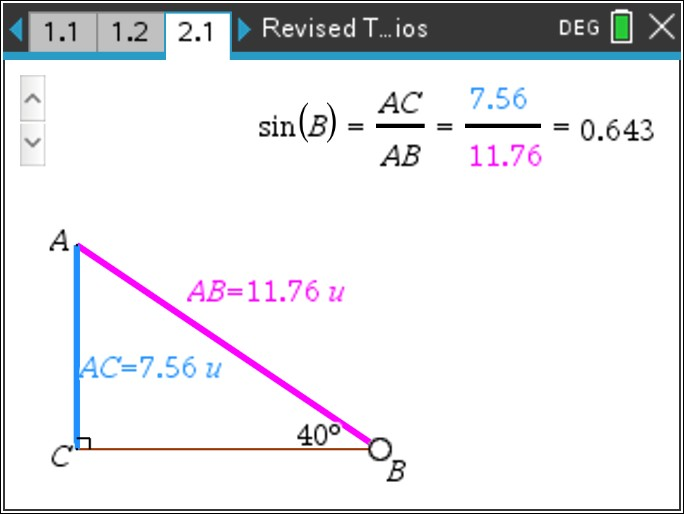 1.1 1.2 2.1 Revised T...ios DEG
sin(B) = AC/AB = 7.56/11.76 = 0.643
A
AB=11.76 u
AC=7.56 u
40°
C
B